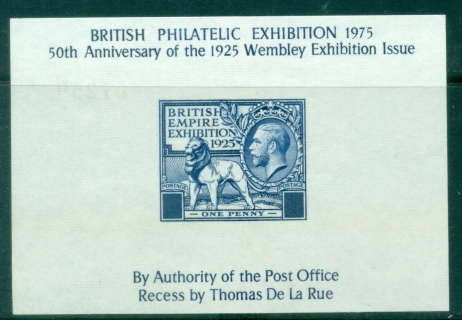 BRITISH PHILATELIC EXHIBITION 1975
50th Anniversary of the 1925 Wembley Exhibition Issue
BRITISH
EMPIRE
EXHIBITION
1925
POSTAGE
POSTAGE
ONE PENNY
By Authority of the Post Office
Recess by Thomas De La Rue